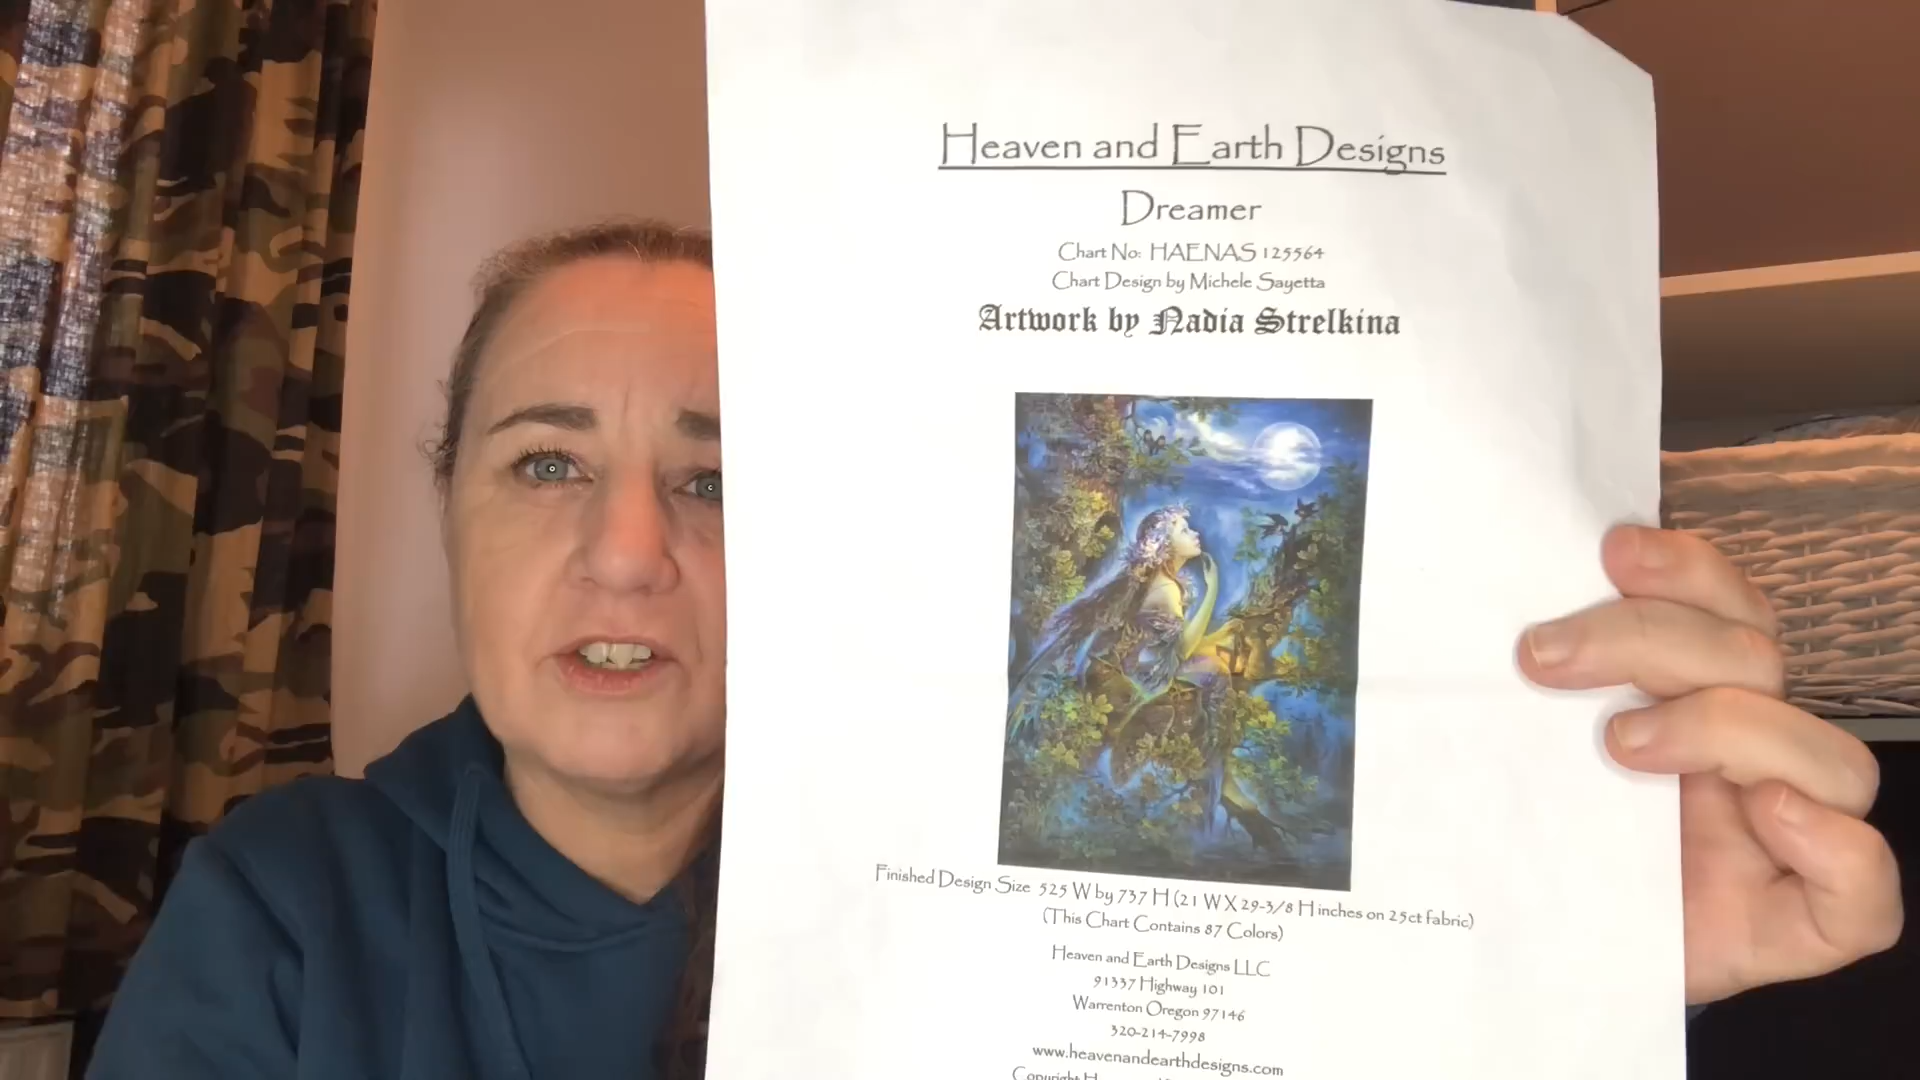 Heaven and Earth Designs
Dreamer
Chart No: HAENAS 125564
Chart Design by Michele Sayetta
Artwork by Nadia Strelkina
Finished Design Size 525 W by 737 H (21 W X 29-3/8 H inches on 25ct fabric)
(This Chart Contains 87 Colors)
Heaven and Earth Designs LLC
91337 Highway 101
Warrenton Oregon 97146
320-214-7998
www.heavenandearthdesigns.com
Copyright